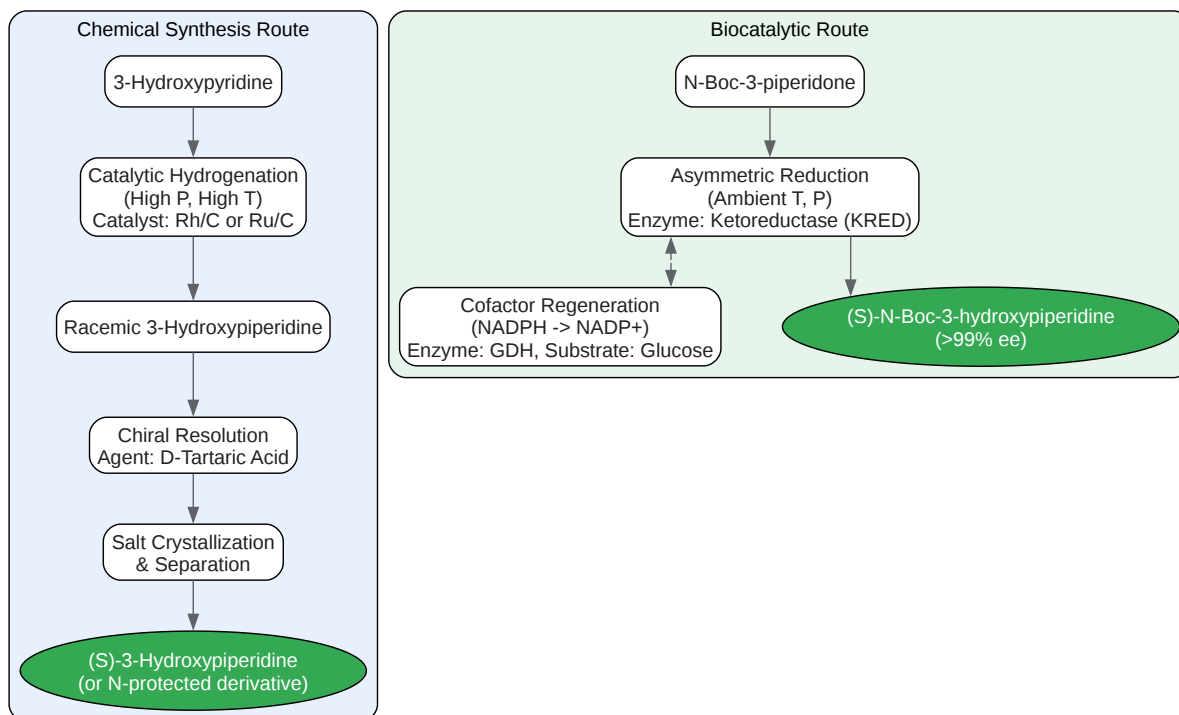 Chemical Synthesis Route
3-Hydroxypyridine
Catalytic Hydrogenation
(High P, High T)
Catalyst: Rh/C or Ru/C
Racemic 3-Hydroxypiperidine
Chiral Resolution
Agent: D-Tartaric Acid
Salt Crystallization
& Separation
(S)-3-Hydroxypiperidine
(or N-protected derivative)
Biocatalytic Route
N-Boc-3-piperidone
Asymmetric Reduction
(Ambient T, P)
Enzyme: Ketoreductase (KRED)
Cofactor Regeneration
(NADPH -> NADP+)
Enzyme: GDH, Substrate: Glucose
(S)-N-Boc-3-hydroxypiperidine
(>99% ee)